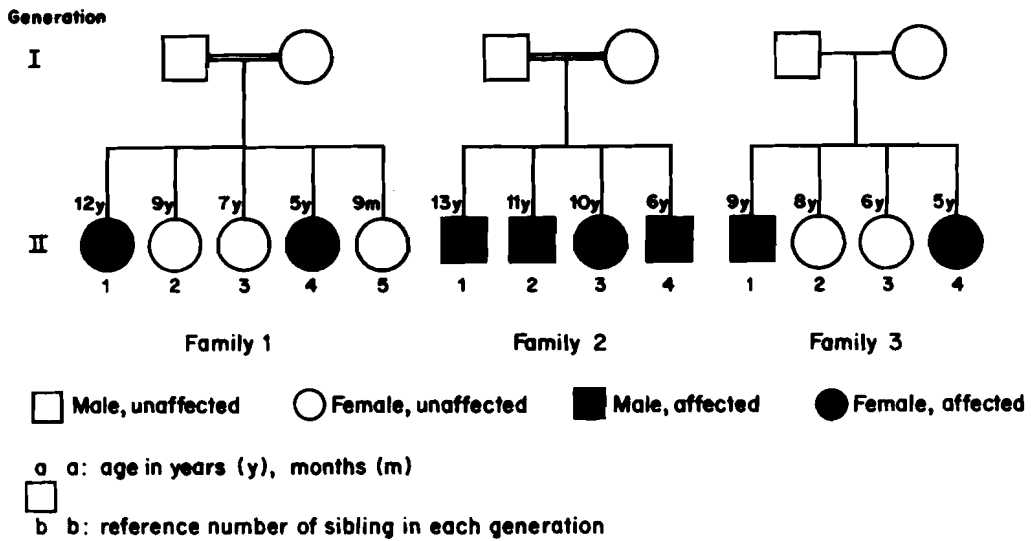 Generation
I
12y 9y 7y 5y 9m 13y 11y 10y 6y 9y 8y 6y 5y
II
1 2 3 4 5 1 2 3 4 1 2 3 4
Family 1 Family 2 Family 3
Male, unaffected Female, unaffected Male, affected Female, affected
a a: age in years (y), months (m)
b b: reference number of sibling in each generation